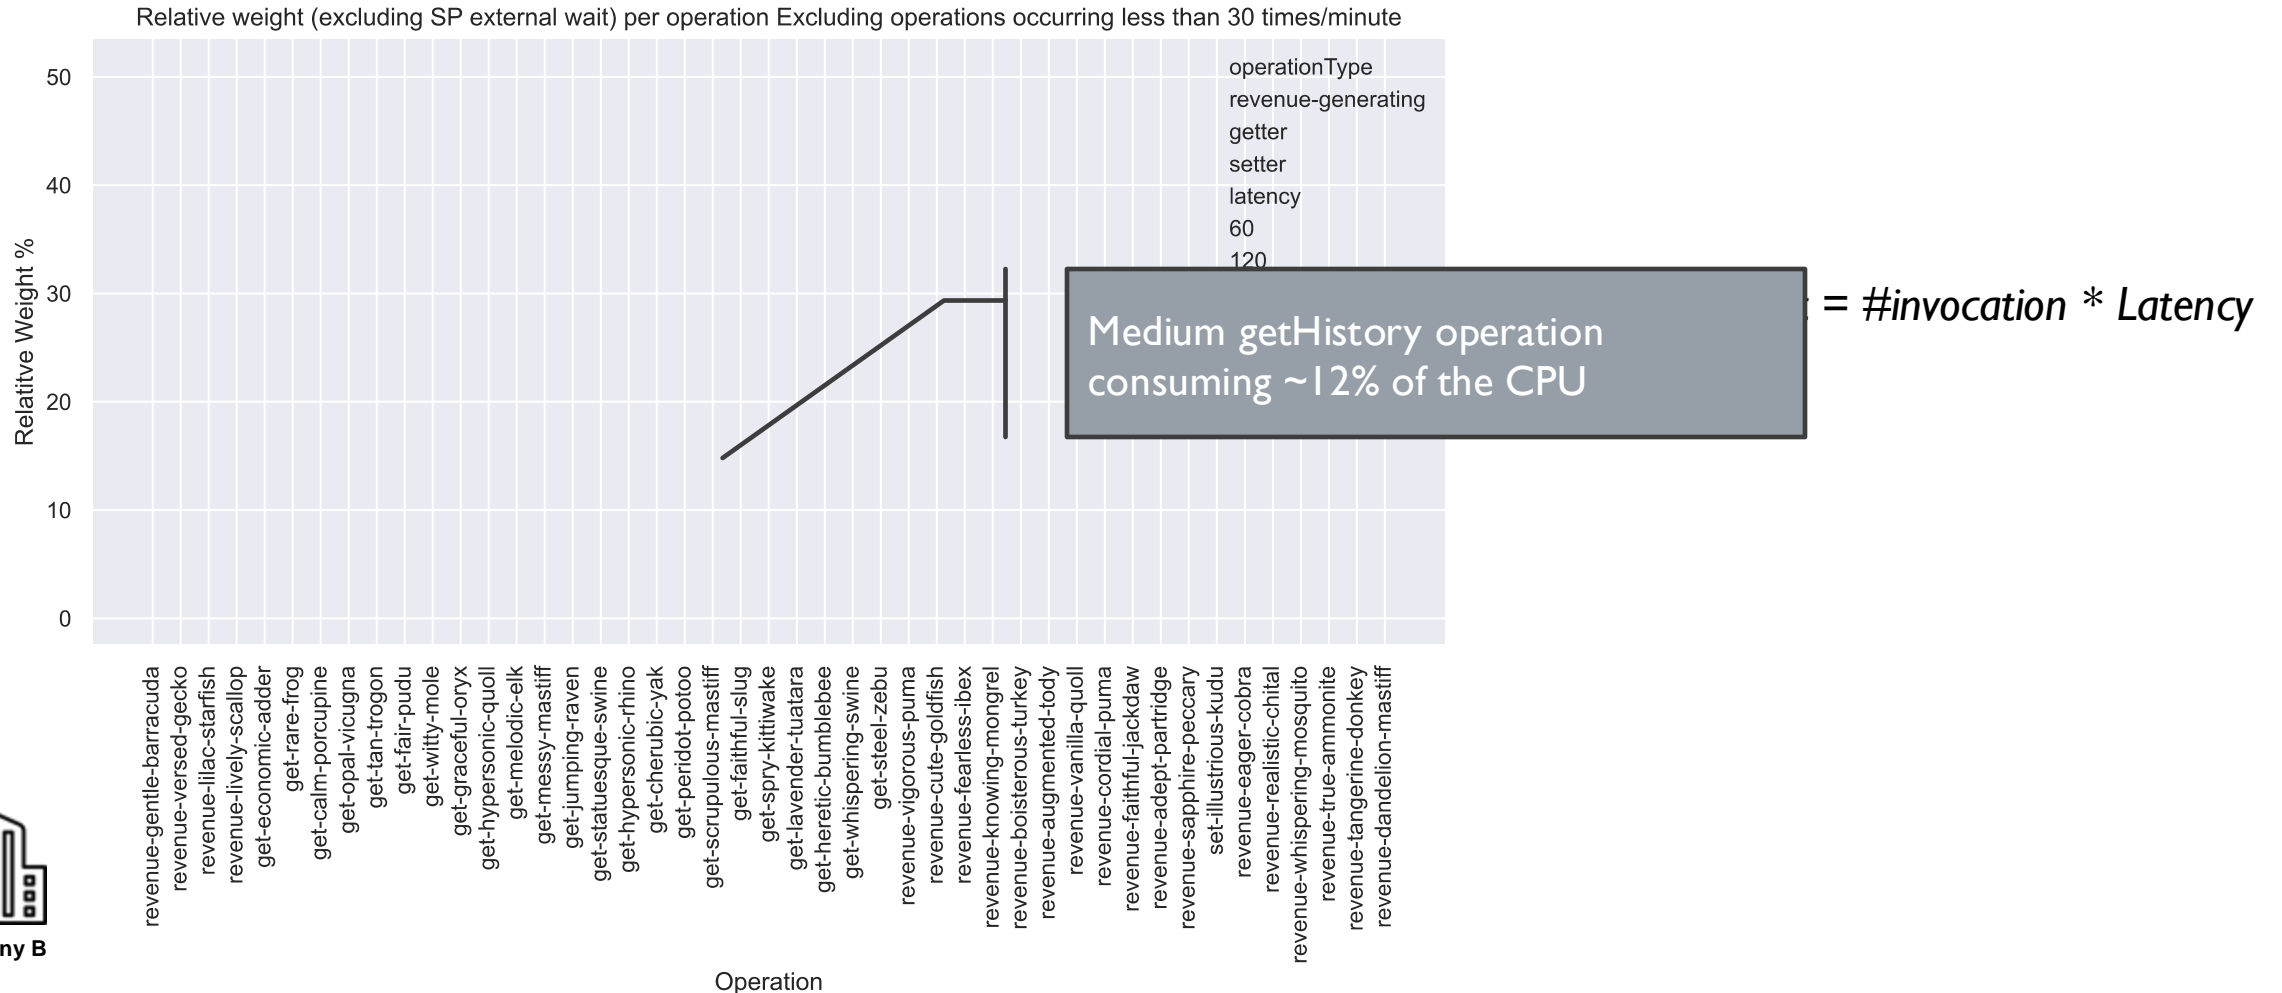 Relative weight (excluding SP external wait) per operation Excluding operations occurring less than 30 times/minute
50
40
30
20
10
0
Relatitve Weight %
operationType
revenue-generating
getter
setter
latency
60
120
Medium getHistory operation
consuming ~12% of the CPU
= #invocation * Latency
revenue-gentle-barracuda
revenue-versed-gecko
revenue-lilac-starfish
revenue-lively-scallop
get-economic-adder
get-rare-frog
get-calm-porcupine
get-opal-vicugna
get-tan-trogon
get-fair-pudu
get-witty-mole
get-graceful-oryx
get-hypersonic-quoll
get-melodic-elk
get-messy-mastiff
get-jumping-raven
get-statuesque-swine
get-hypersonic-rhino
get-cherubic-yak
get-peridot-potoo
get-scrupulous-mastiff
get-faithful-slug
get-spry-kittiwake
get-lavender-tuatara
get-heretic-bumblebee
get-whispering-swine
get-steel-zebu
revenue-vigorous-puma
revenue-cute-goldfish
revenue-fearless-ibex
revenue-knowing-mongrel
revenue-boisterous-turkey
revenue-augmented-tody
revenue-vanilla-quoll
revenue-cordial-puma
revenue-faithful-jackdaw
revenue-adept-partridge
revenue-sapphire-peccary
set-illustrious-kudu
revenue-eager-cobra
revenue-realistic-chital
revenue-whispering-mosquito
revenue-true-ammonite
revenue-tangerine-donkey
revenue-dandelion-mastiff
Operation
ny B